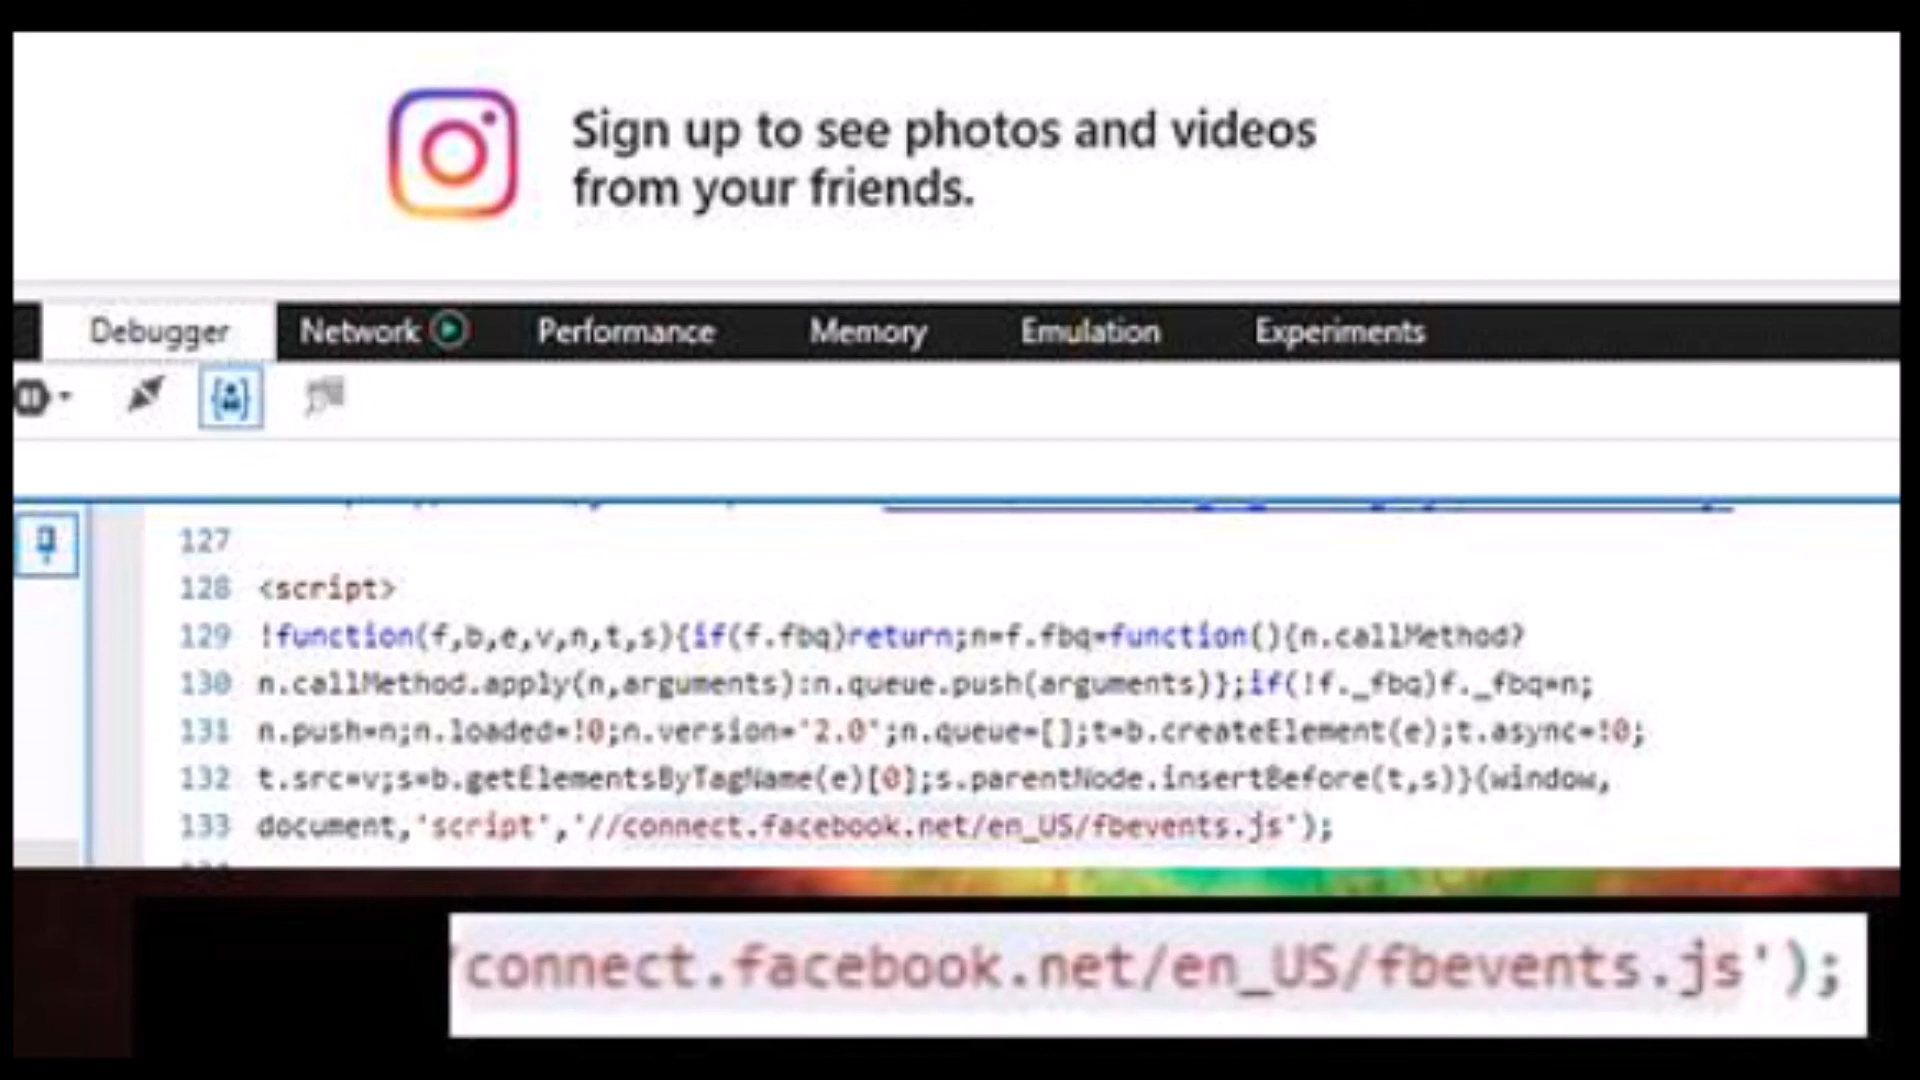 Sign up to see photos and videos
from your friends.
Debugger Network Performance Memory Emulation Experiments
127
128 <script>
129 !function(f,b,e,v,n,t,s){if(f.fbq)return;n=f.fbq=function(){n.callMethod?
130 n.callMethod.apply(n,arguments):n.queue.push(arguments)};if(!f._fbq)f._fbq=n;
131 n.push=n;n.loaded=!0;n.version='2.0';n.queue=[];t=b.createElement(e);t.async=!0;
132 t.src=v;s=b.getElementsByTagName(e)[0];s.parentNode.insertBefore(t,s)}(window,
133 document,'script','//connect.facebook.net/en_US/fbevents.js');
connect.facebook.net/en_US/fbevents.js');